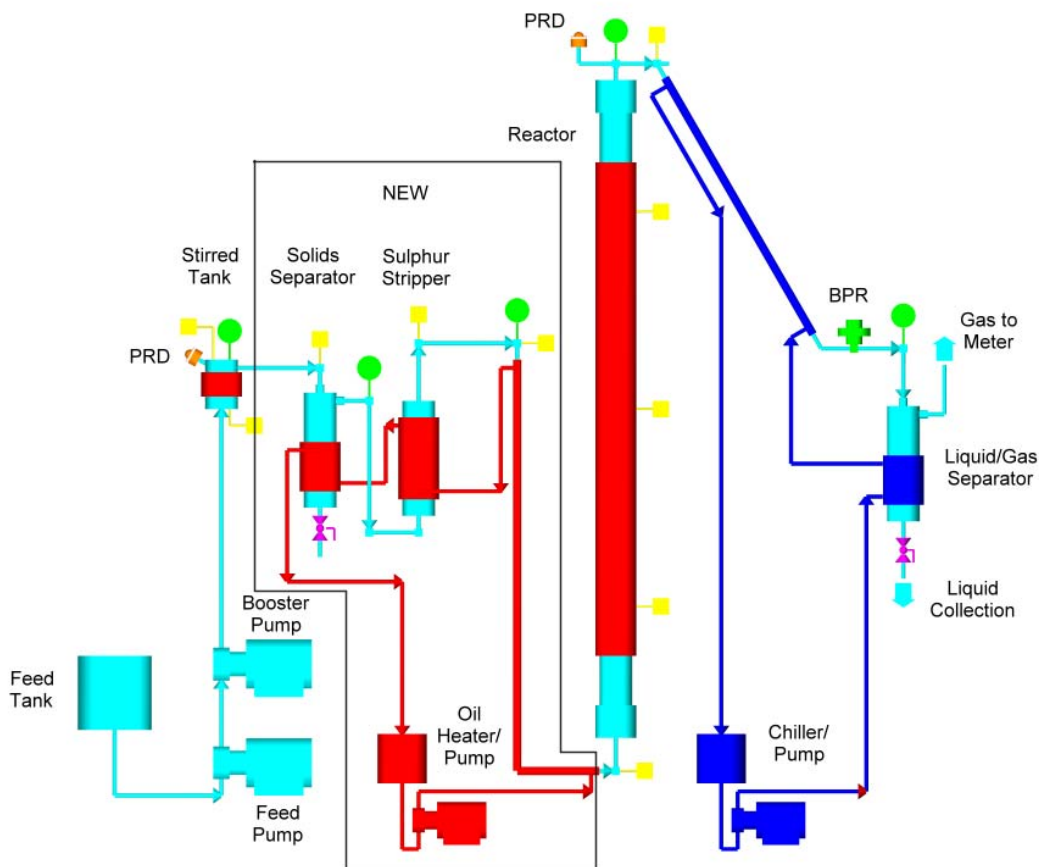 PRD
Reactor
NEW
Stirred
Tank
Solids
Separator
Sulphur
Stripper
PRD
BPR
Gas to
Meter
Liquid/Gas
Separator
Liquid
Collection
Booster
Pump
Feed
Tank
Oil
Heater/
Pump
Chiller/
Pump
Feed
Pump